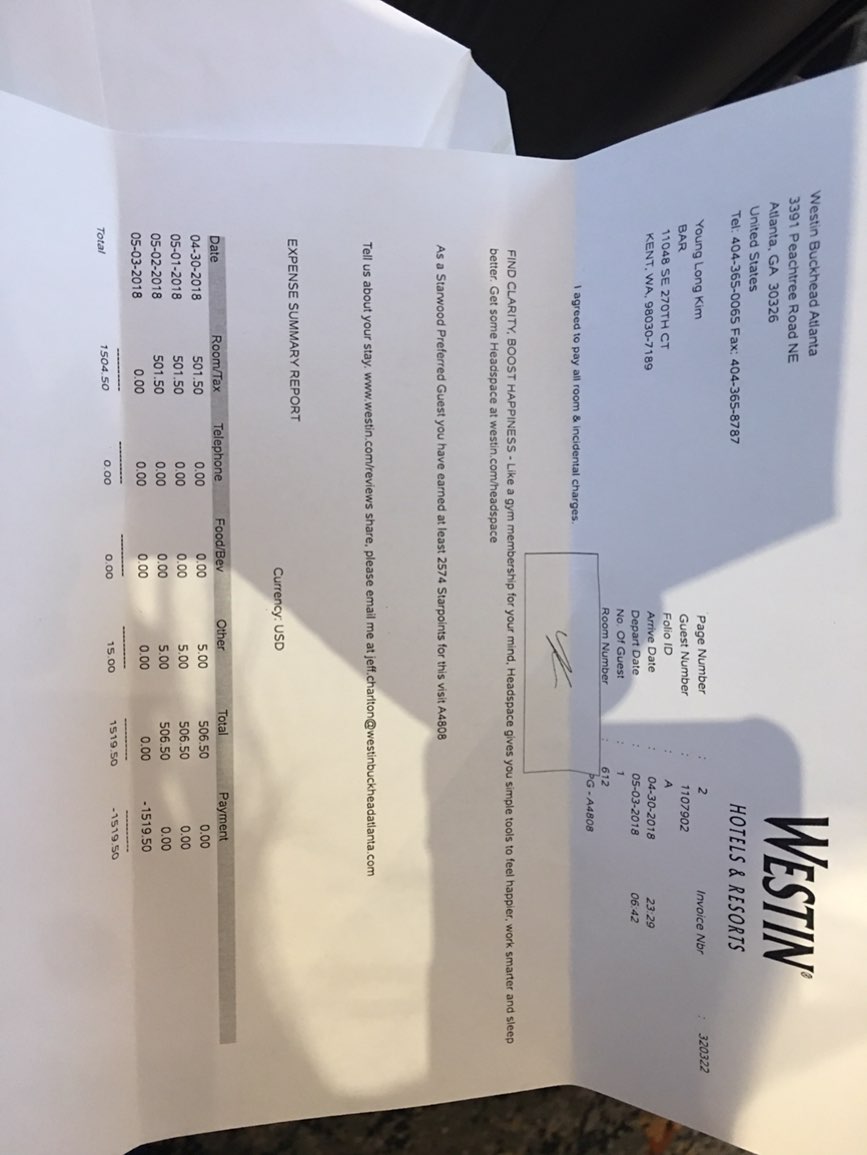 WESTIN®
HOTELS & RESORTS
Westin Buckhead Atlanta
3391 Peachtree Road NE
Atlanta, GA 30326
United States
Tel: 404-365-0065 Fax: 404-365-8787
Young Long Kim
BAR
11048 SE 270TH CT
KENT, WA, 98030-7189
Page Number : 2 Invoice Nbr : 320322
Guest Number : 1107902
Folio ID A
Arrive Date : 04-30-2018 23:29
Depart Date : 05-03-2018 06:42
No. Of Guest : 1
Room Number : 612
PG - A4808
I agreed to pay all room & incidental charges.
FIND CLARITY, BOOST HAPPINESS - Like a gym membership for your mind, Headspace gives you simple tools to feel happier, work smarter and sleep
better. Get some Headspace at westin.com/headspace
As a Starwood Preferred Guest you have earned at least 2574 Starpoints for this visit A4808
Tell us about your stay. www.westin.com/reviews share, please email me at jeff.charlton@westinbuckheadatlanta.com
EXPENSE SUMMARY REPORT
Currency: USD
Date Room/Tax Telephone Food/Bev Other Total Payment
04-30-2018 501.50 0.00 0.00 5.00 506.50 0.00
05-01-2018 501.50 0.00 0.00 5.00 506.50 0.00
05-02-2018 501.50 0.00 0.00 5.00 506.50 0.00
05-03-2018 0.00 0.00 0.00 0.00 0.00 -1519.50
Total 1504.50 0.00 0.00 15.00 1519.50 -1519.50